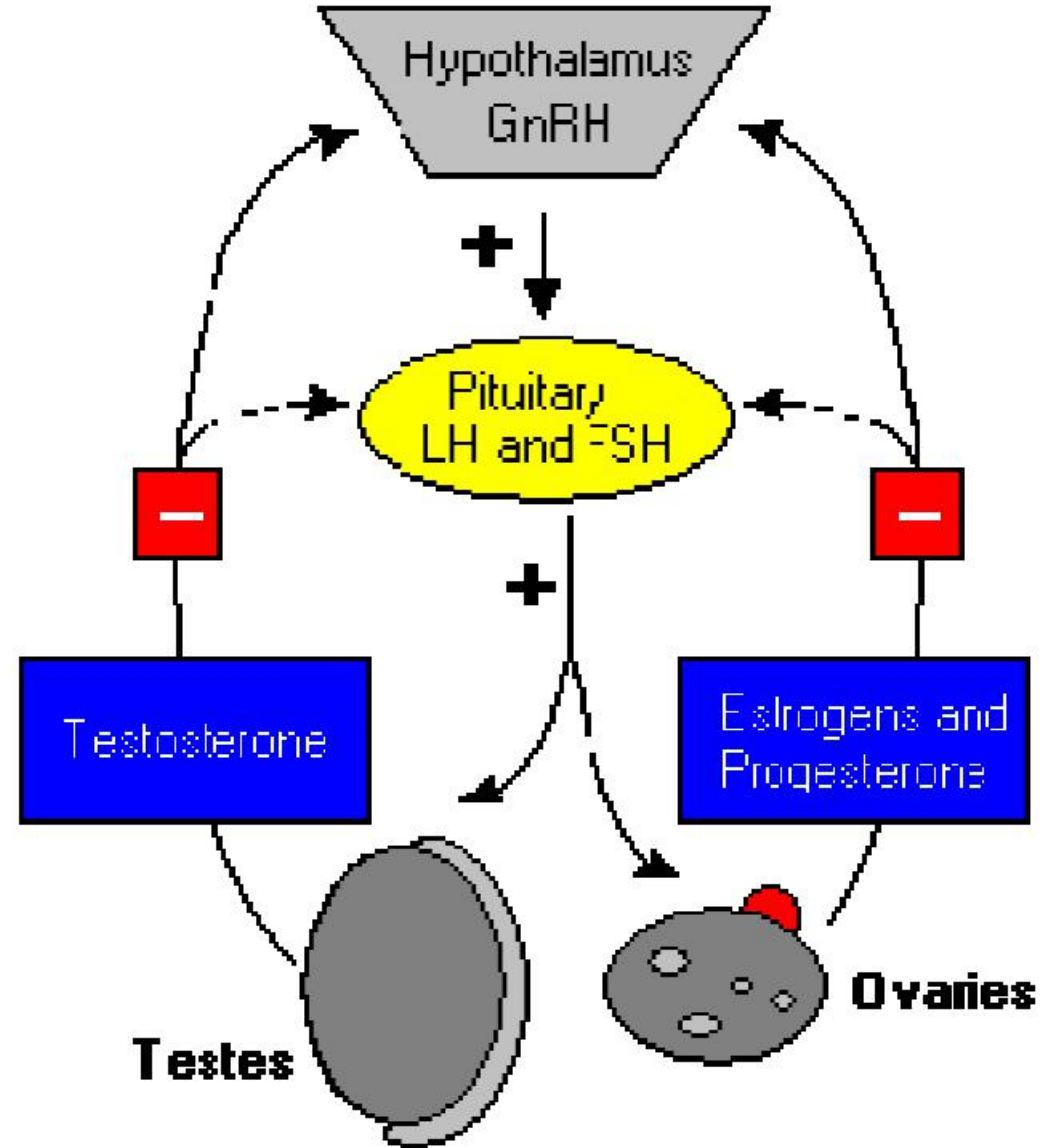 Hypothalamus
GnRH
+
Pituitary
LH and FSH
–
–
+
Testosterone
Estrogens and
Progesterone
Ovaries
Testes